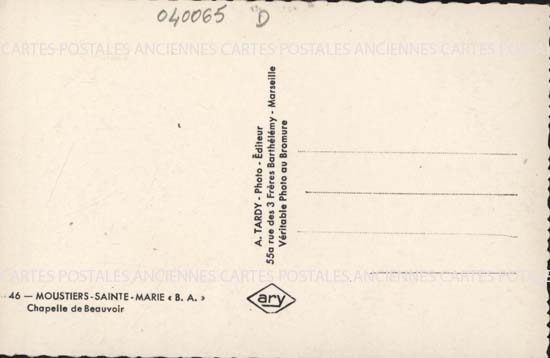 040065 D
CARTES POSTALES ANCIENNES CARTES POSTALES ANCIENNES CARTES POSTALES ANCIENNES
A. TARDY - Photo - Éditeur
55a rue des 3 Frères Barthélémy - Marseille
Véritable Photo au Bromure
CARTES POSTALES ANCIENNES CARTES POSTALES ANCIENNES CARTES POSTALES ANCIENNES
46 — MOUSTIERS-SAINTE-MARIE « B. A. »
Chapelle de Beauvoir
ary